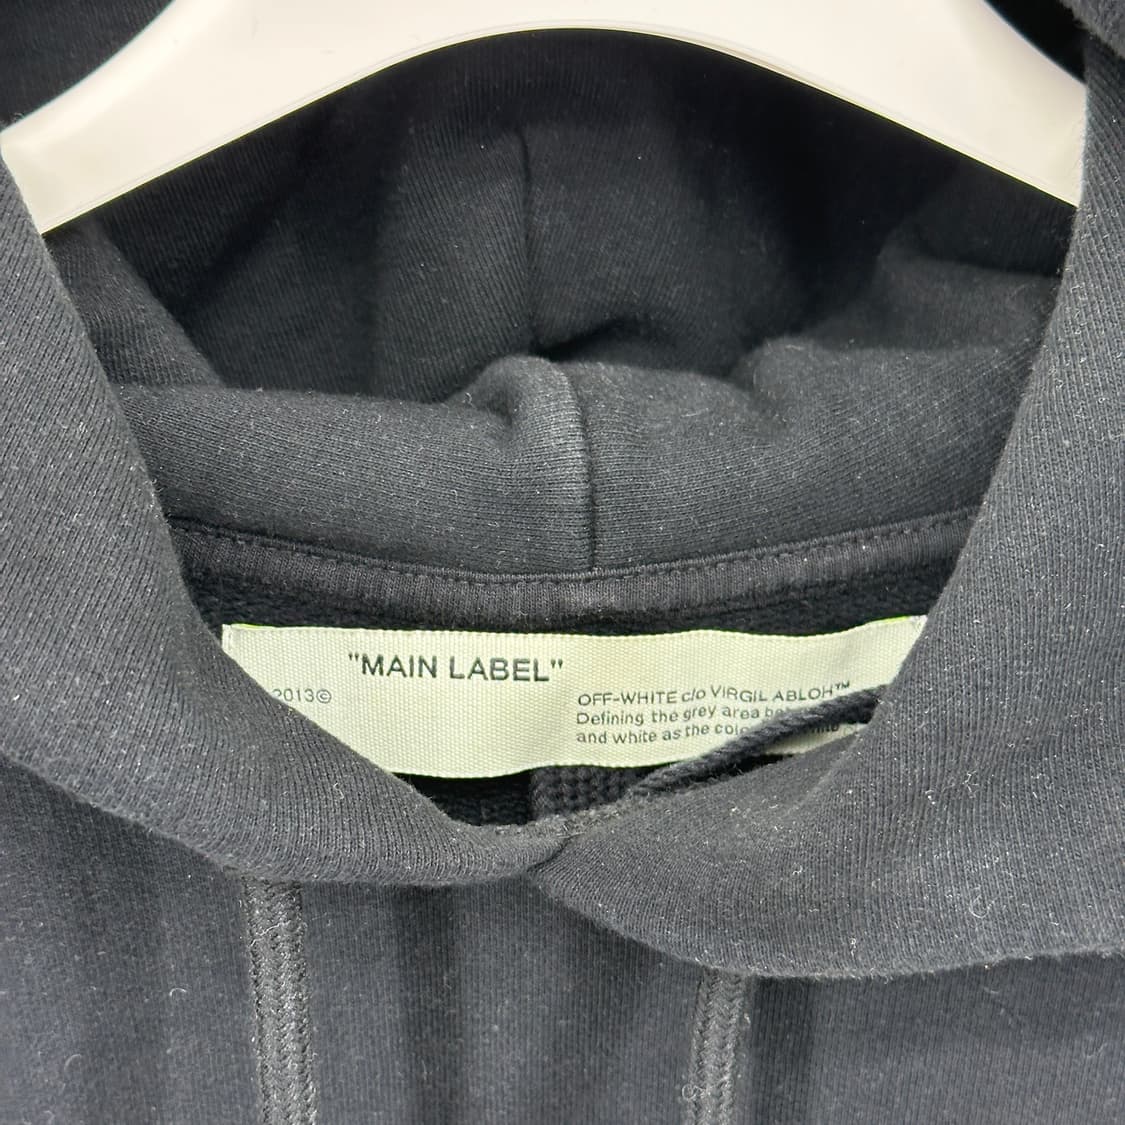 "MAIN LABEL"
2013©
OFF-WHITE c/o VIRGIL ABLOH™
Defining the grey area
and white as the